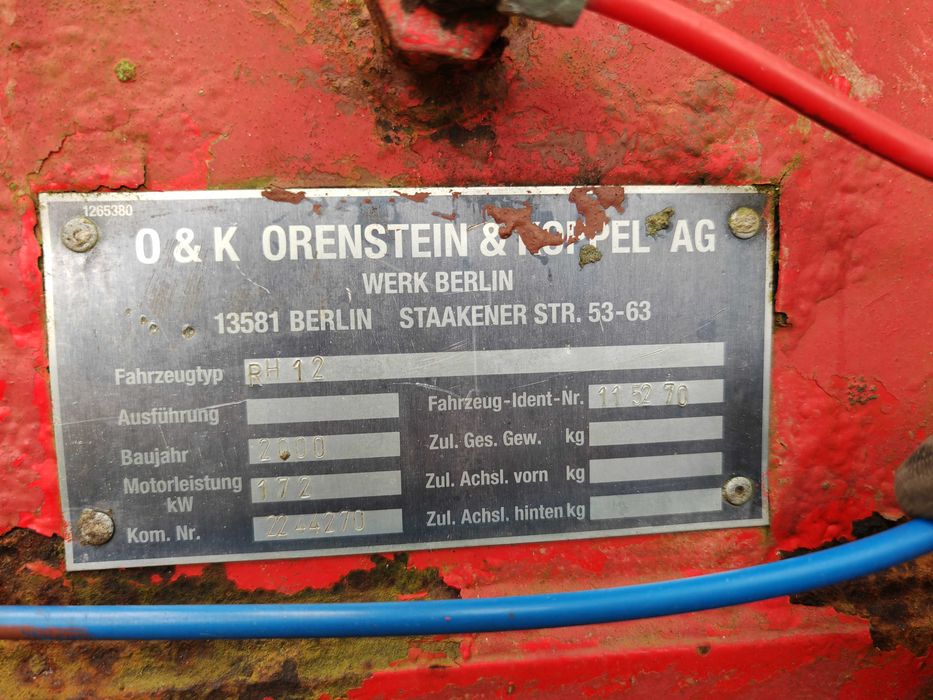 1265380
O & K ORENSTEIN & KOPPEL AG
WERK BERLIN
13581 BERLIN STAAKENER STR. 53-63
Fahrzeugtyp RH 12
Ausführung
Fahrzeug-Ident-Nr. 11 52 70
Baujahr 2000
Zul. Ges. Gew. kg
Motorleistung kW 172
Zul. Achsl. vorn kg
Kom. Nr. 2244270
Zul. Achsl. hinten kg